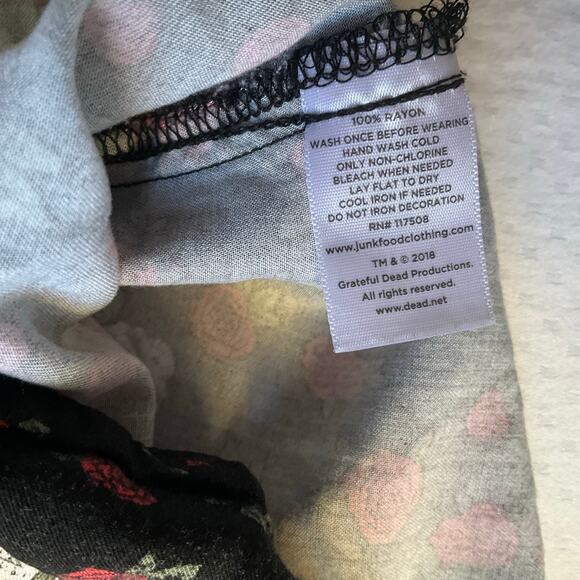 100% RAYON
WASH ONCE BEFORE WEARING
HAND WASH COLD
ONLY NON-CHLORINE
BLEACH WHEN NEEDED
LAY FLAT TO DRY
COOL IRON IF NEEDED
DO NOT IRON DECORATION
RN# 117508
www.junkfoodclothing.com
TM & © 2018
Grateful Dead Productions.
All rights reserved.
www.dead.net